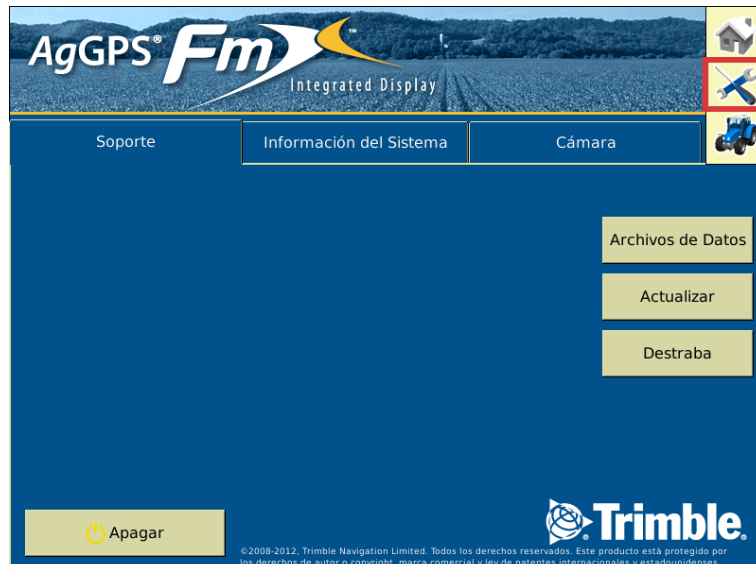 AgGPS® Fm™
Integrated Display
Soporte
Información del Sistema
Cámara
Archivos de Datos
Actualizar
Destraba
Apagar
Trimble.
©2008-2012, Trimble Navigation Limited. Todos los derechos reservados. Este producto está protegido por
los derechos de autor o copyright, marca comercial y ley de patentes internacionales y estadounidenses